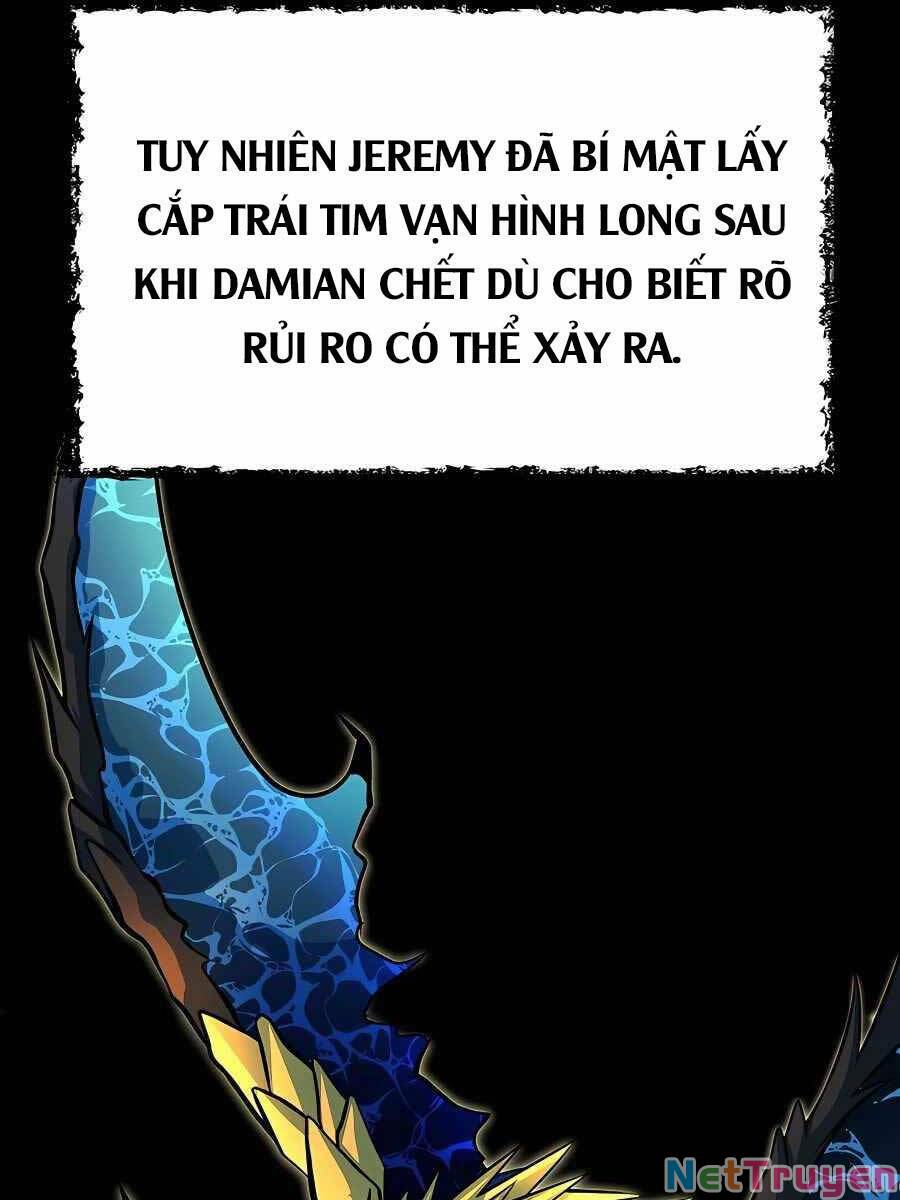 TUY NHIÊN JEREMY ĐÃ BÍ MẬT LẤY
CẮP TRÁI TIM VẠN HÌNH LONG SAU
KHI DAMIAN CHẾT DÙ CHO BIẾT RÕ
RỦI RO CÓ THỂ XẢY RA.
NetTruyen